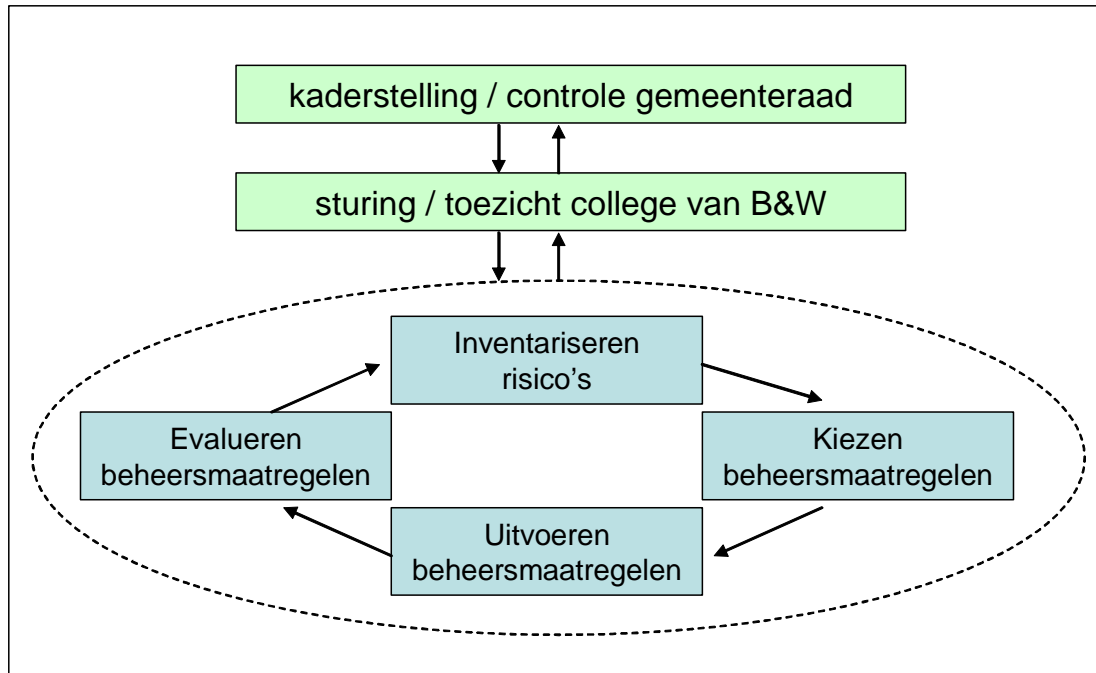 kaderstelling / controle gemeenteraad
sturing / toezicht college van B&W
Inventariseren
risico’s
Evalueren
beheersmaatregelen
Kiezen
beheersmaatregelen
Uitvoeren
beheersmaatregelen